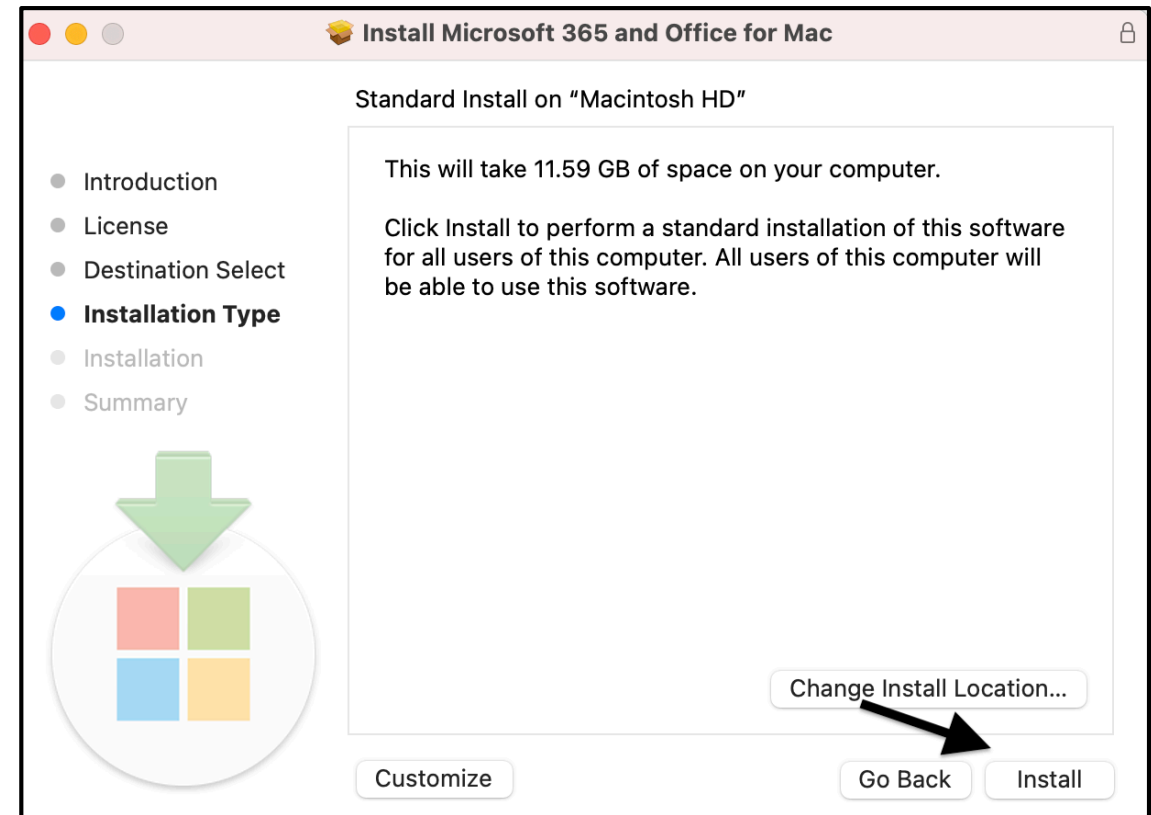 Install Microsoft 365 and Office for Mac
Standard Install on “Macintosh HD”
Introduction
License
Destination Select
Installation Type
Installation
Summary
This will take 11.59 GB of space on your computer.
Click Install to perform a standard installation of this software
for all users of this computer. All users of this computer will
be able to use this software.
Change Install Location...
Customize
Go Back
Install